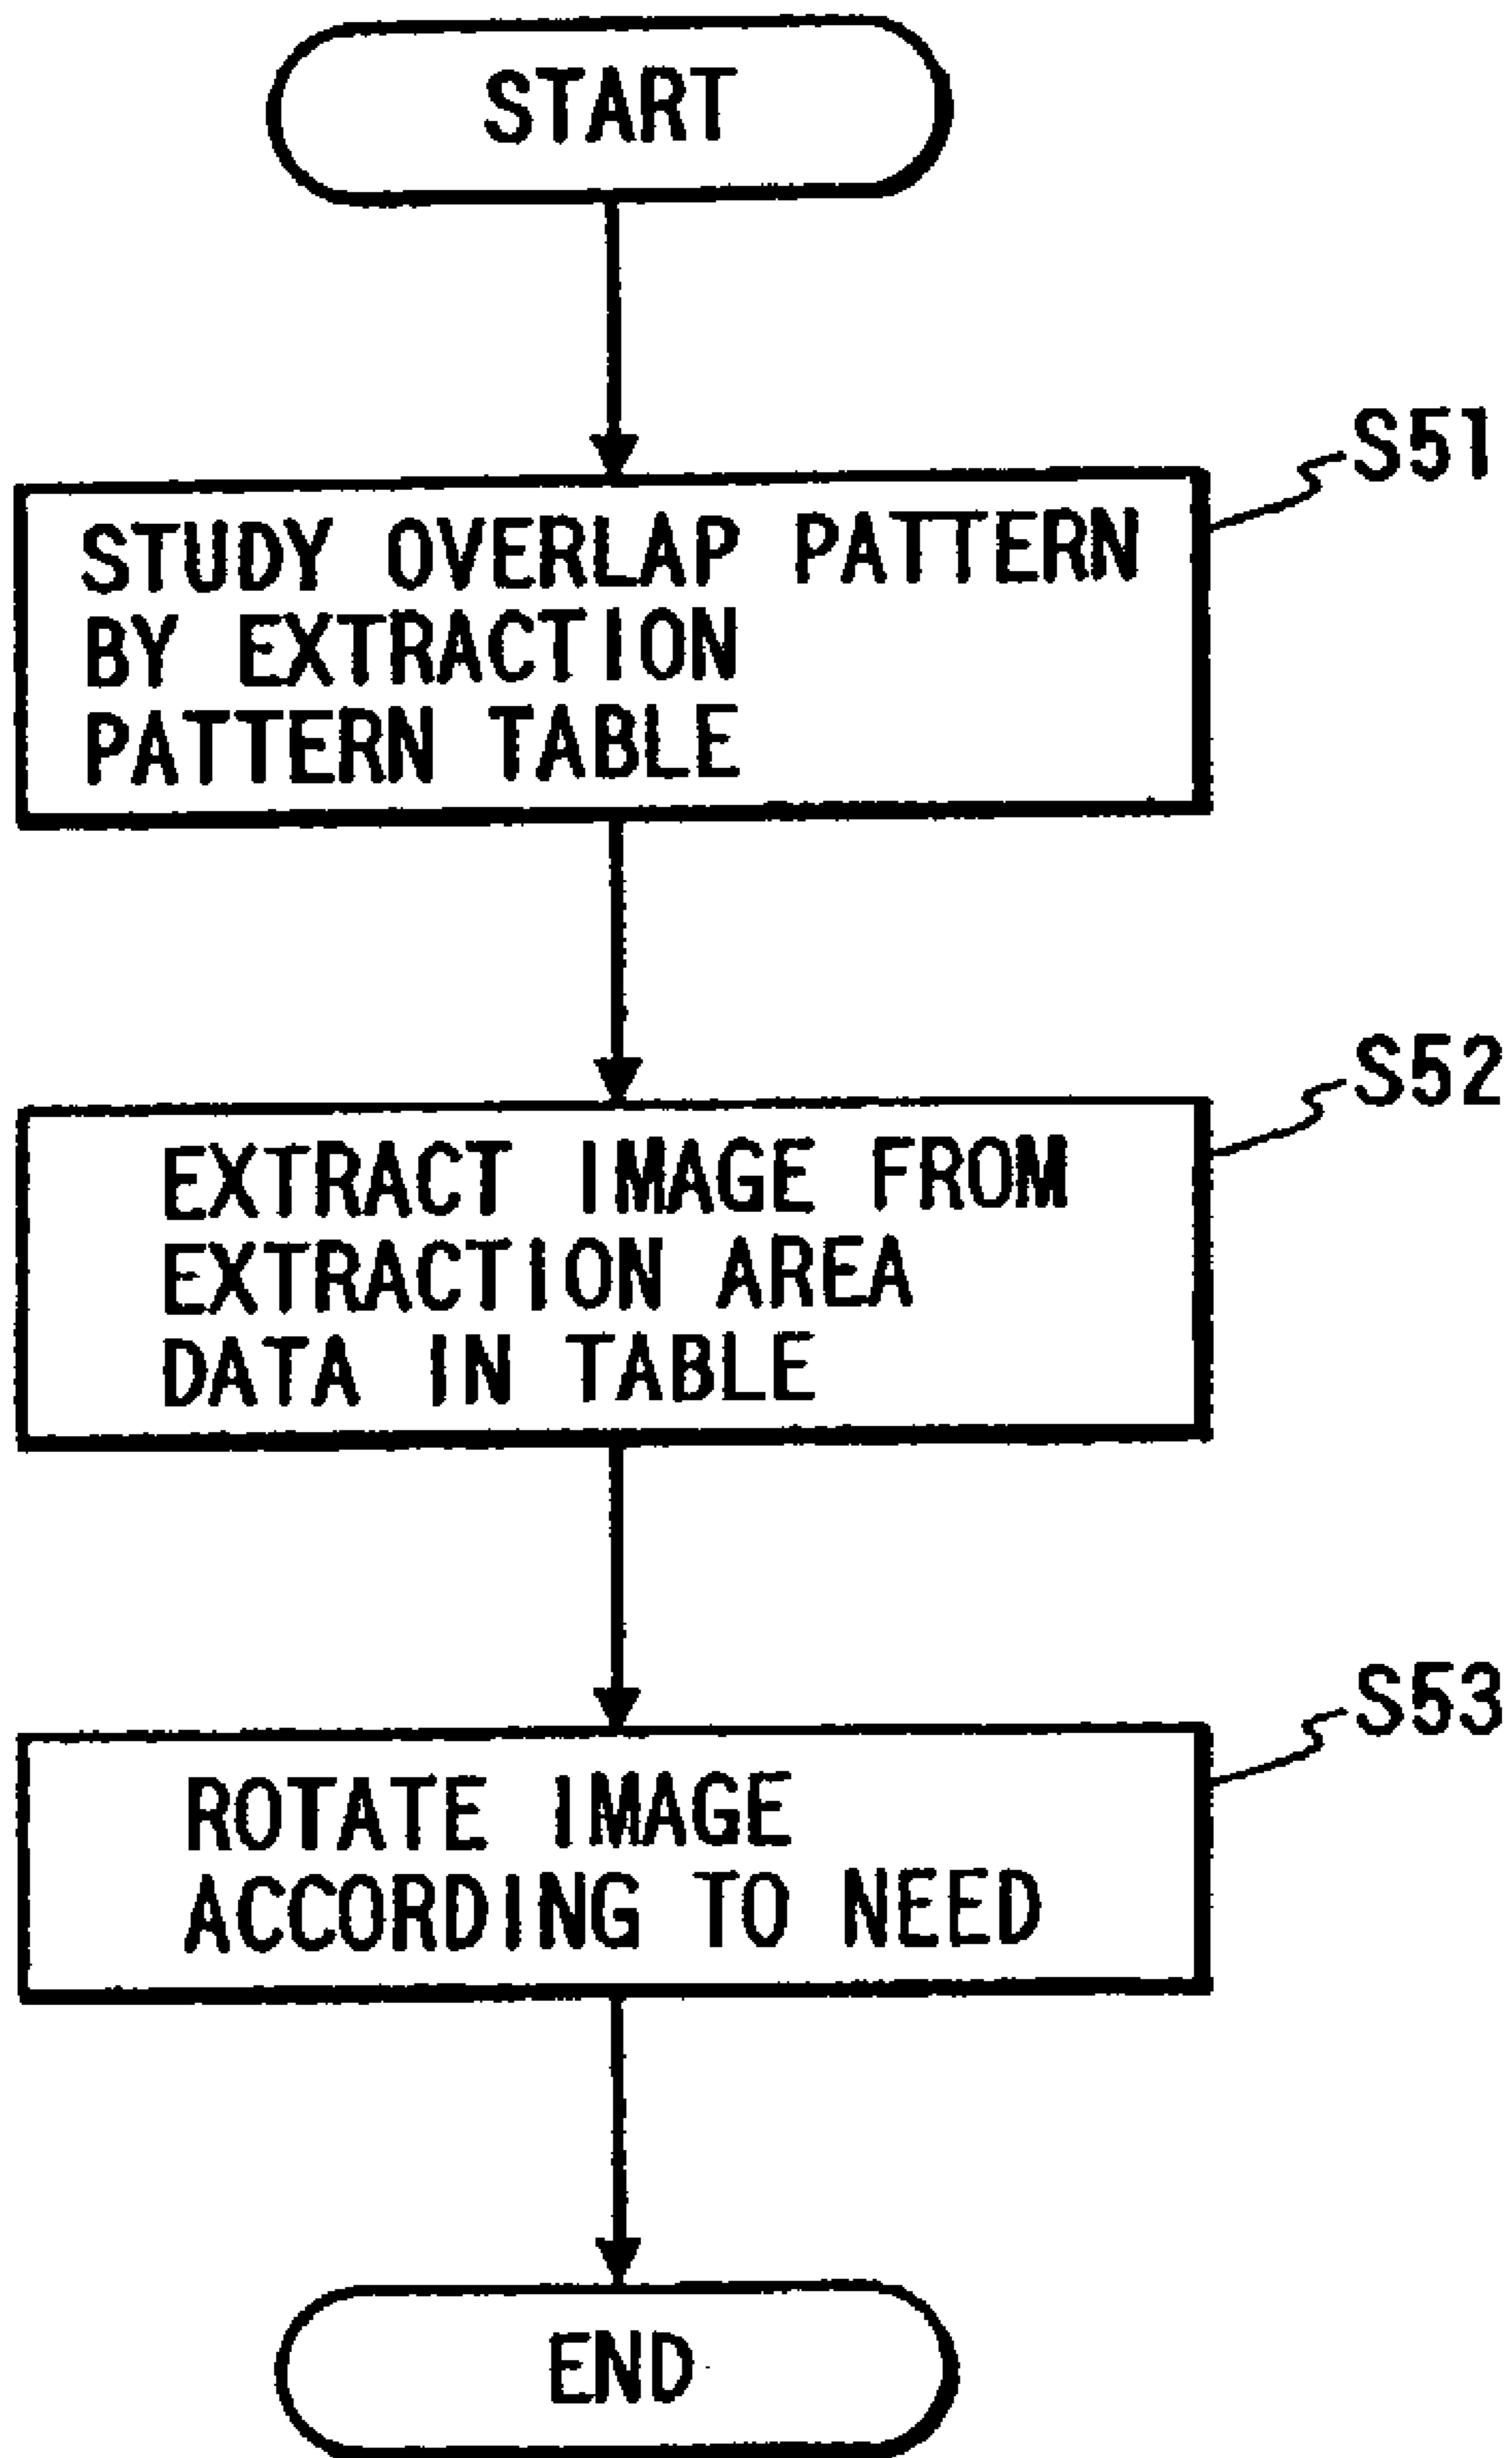 START
S51
STUDY OVERLAP PATTERN
BY EXTRACTION
PATTERN TABLE
S52
EXTRACT IMAGE FROM
EXTRACTION AREA
DATA IN TABLE
S53
ROTATE IMAGE
ACCORDING TO NEED
END